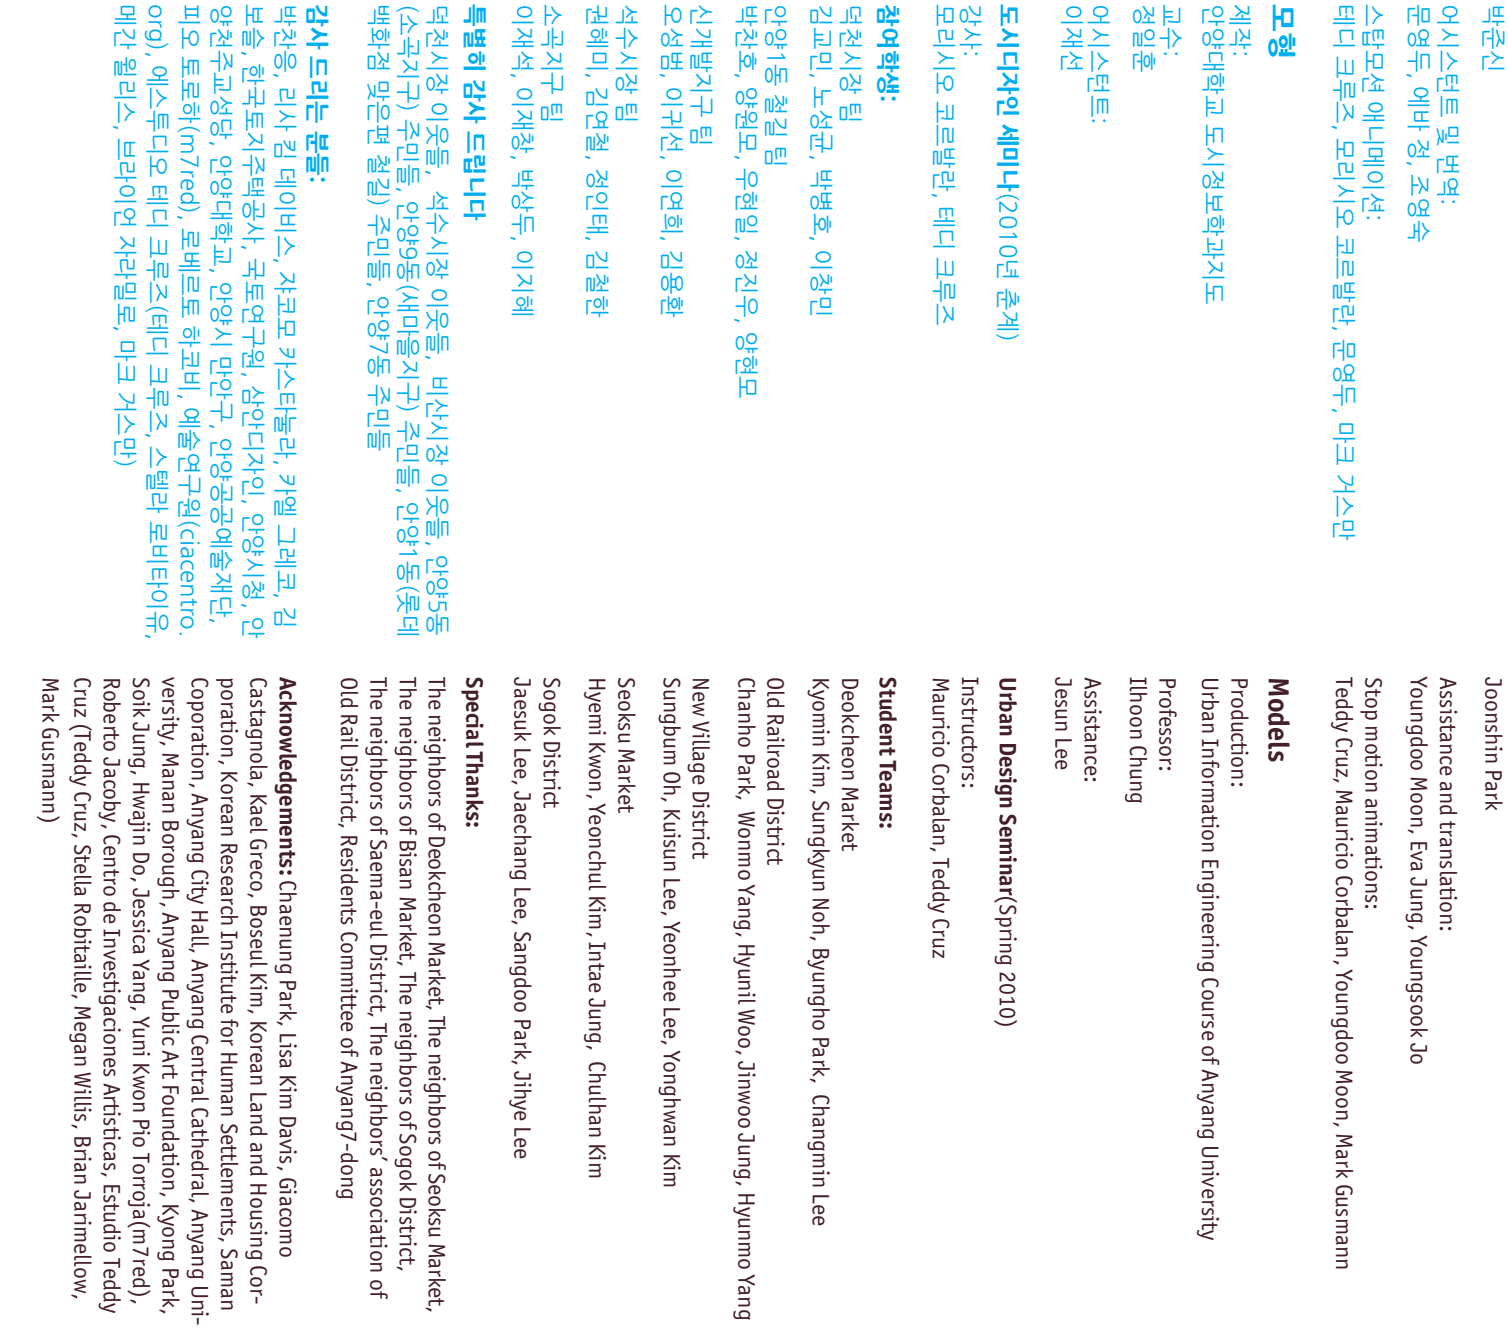 박준신
어시스턴트 및 번역:
문영두, 에바 정, 조영숙
스탑모션 애니메이션:
테디 크루즈, 모리시오 코르발란, 문영두, 마크 거스만
모형
제작:
안양대학교 도시정보학과지도
교수:
정일훈
어시스턴트:
이재선
도시디자인 세미나(2010년 춘계)
강사:
모리시오 코르발란, 테디 크루즈
참여학생:
덕천시장 팀
김교민, 노성균, 박병호, 이창민
안양1동 철길 팀
박찬호, 양원모, 우현일, 정진우, 양현모
신개발지구 팀
오성범, 이귀선, 이연희, 김용환
석수시장 팀
권혜미, 김연철, 정인태, 김철한
소곡지구 팀
이재석, 이재창, 박상두, 이지혜
특별히 감사 드립니다
덕천시장 이웃들, 석수시장 이웃들, 비산시장 이웃들, 안양5동
(소곡지구) 주민들, 안양9동(새마을지구) 주민들, 안양1동(롯데
백화점 맞은편 철길) 주민들, 안양7동 주민들
감사 드리는 분들:
박찬응, 리사 킴 데이비스, 쟈코모 카스타눌라, 카엘 그레코, 김
보슬, 한국토지주택공사, 국토연구원, 삼안디자인, 안양시청, 안
양천주교성당, 안양대학교, 안양시 만안구, 안양공공예술재단,
피오 토로하(m7red), 로베르토 하코비, 예술연구원(ciacentro.
org), 에스투디오 테디 크루즈(테디 크루즈, 스텔라 로비타이유,
메간 윌리스, 브라이언 자라밀로, 마크 거스만)
Joonshin Park
Assistance and translation:
Youngdoo Moon, Eva Jung, Youngsook Jo
Stop motion animations:
Teddy Cruz, Mauricio Corbalan, Youngdoo Moon, Mark Gusmann
Models
Production:
Urban Information Engineering Course of Anyang University
Professor:
Ilhoon Chung
Assistance:
Jesun Lee
Urban Design Seminar(Spring 2010)
Instructors:
Mauricio Corbalan, Teddy Cruz
Student Teams:
Deokcheon Market
Kyomin Kim, Sungkyun Noh, Byungho Park, Changmin Lee
Old Railroad District
Chanho Park, Wonmo Yang, Hyunil Woo, Jinwoo Jung, Hyunmo Yang
New Village District
Sungbum Oh, Kuisun Lee, Yeonhee Lee, Yonghwan Kim
Seoksu Market
Hyemi Kwon, Yeonchul Kim, Intae Jung, Chulhan Kim
Sogok District
Jaesuk Lee, Jaechang Lee, Sangdoo Park, Jihye Lee
Special Thanks:
The neighbors of Deokcheon Market, The neighbors of Seoksu Market,
The neighbors of Bisan Market, The neighbors of Sogok District,
The neighbors of Saema-eul District, The neighbors' association of
Old Rail District, Residents Committee of Anyang7-dong
Acknowledgements: Chaenung Park, Lisa Kim Davis, Giacomo
Castagnola, Kael Greco, Boseul Kim, Korean Land and Housing Cor-
poration, Korean Research Institute for Human Settlements, Saman
Coporation, Anyang City Hall, Anyang Central Cathedral, Anyang Uni-
versity, Manan Borough, Anyang Public Art Foundation, Kyong Park,
Soik Jung, Hwajin Do, Jessica Yang, Yuni Kwon Pio Torroja(m7red),
Roberto Jacoby, Centro de Investigaciones Artisticas, Estudio Teddy
Cruz (Teddy Cruz, Stella Robitaille, Megan Willis, Brian Jarimellow,
Mark Gusmann)